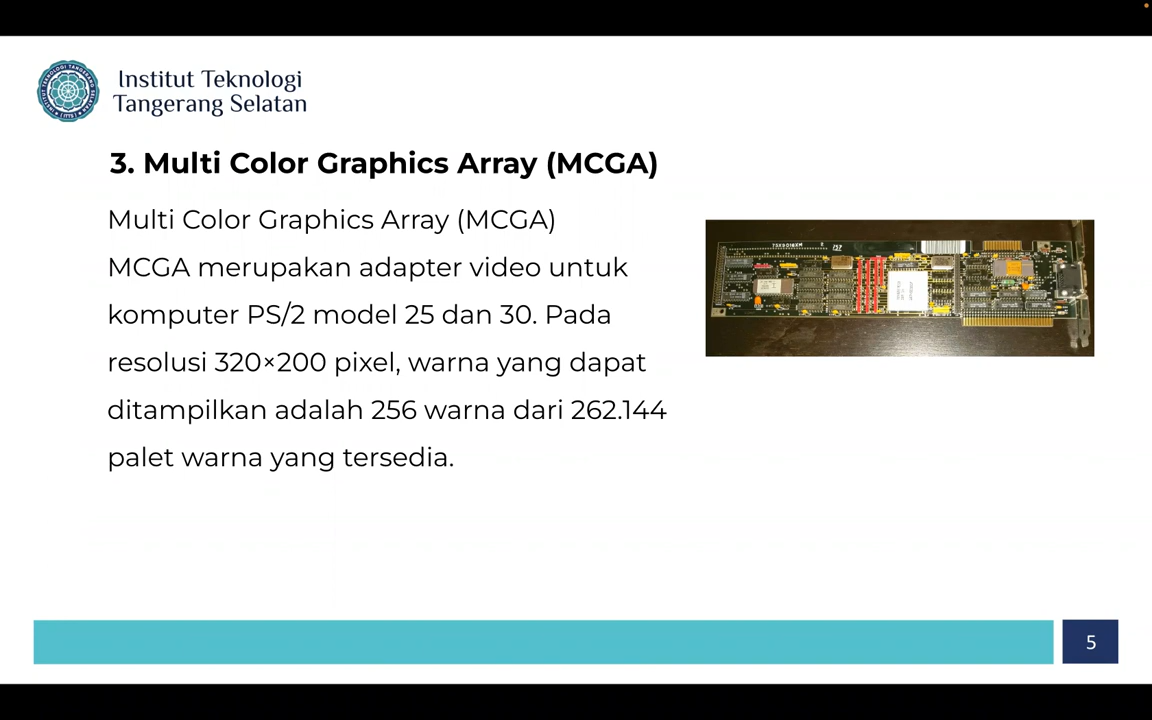 Institut Teknologi
Tangerang Selatan
3. Multi Color Graphics Array (MCGA)
Multi Color Graphics Array (MCGA)
MCGA merupakan adapter video untuk
komputer PS/2 model 25 dan 30. Pada
resolusi 320×200 pixel, warna yang dapat
ditampilkan adalah 256 warna dari 262.144
palet warna yang tersedia.
5